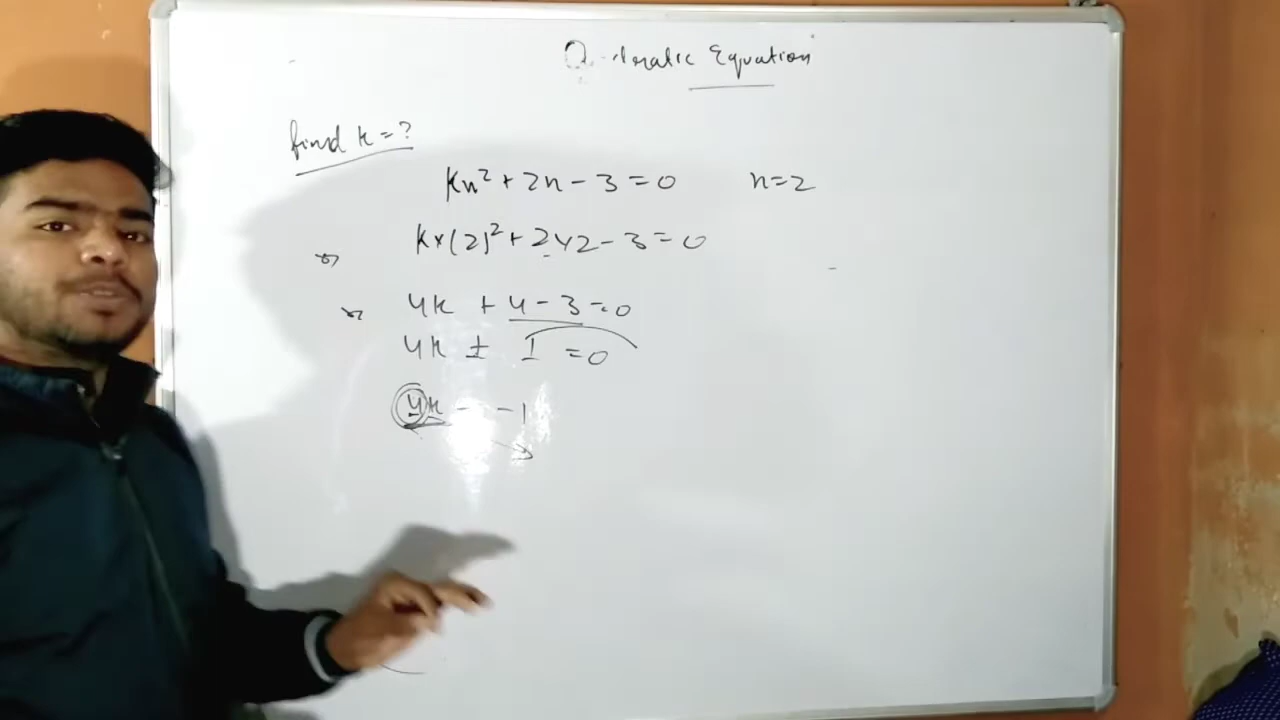 Quadratic Equation
find k = ?
kx² + 2x - 3 = 0 x = 2
⇒ k×(2)² + 2×2 - 3 = 0
⇒ 4k + 4 - 3 = 0
4k + 1 = 0
4k = -1